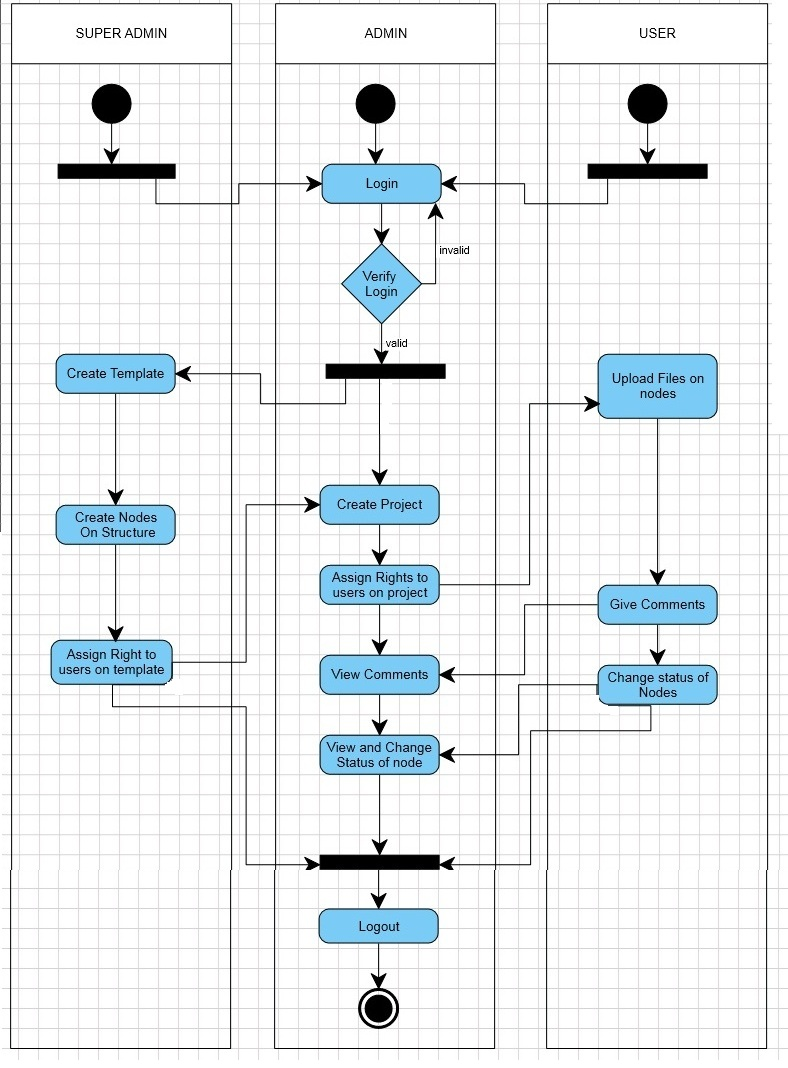 SUPER ADMIN
ADMIN
USER
Login
invalid
Verify
Login
valid
Create Template
Upload Files on
nodes
Create Project
Create Nodes
On Structure
Assign Rights to
users on project
Give Comments
Assign Right to
users on template
View Comments
Change status of
Nodes
View and Change
Status of node
Logout